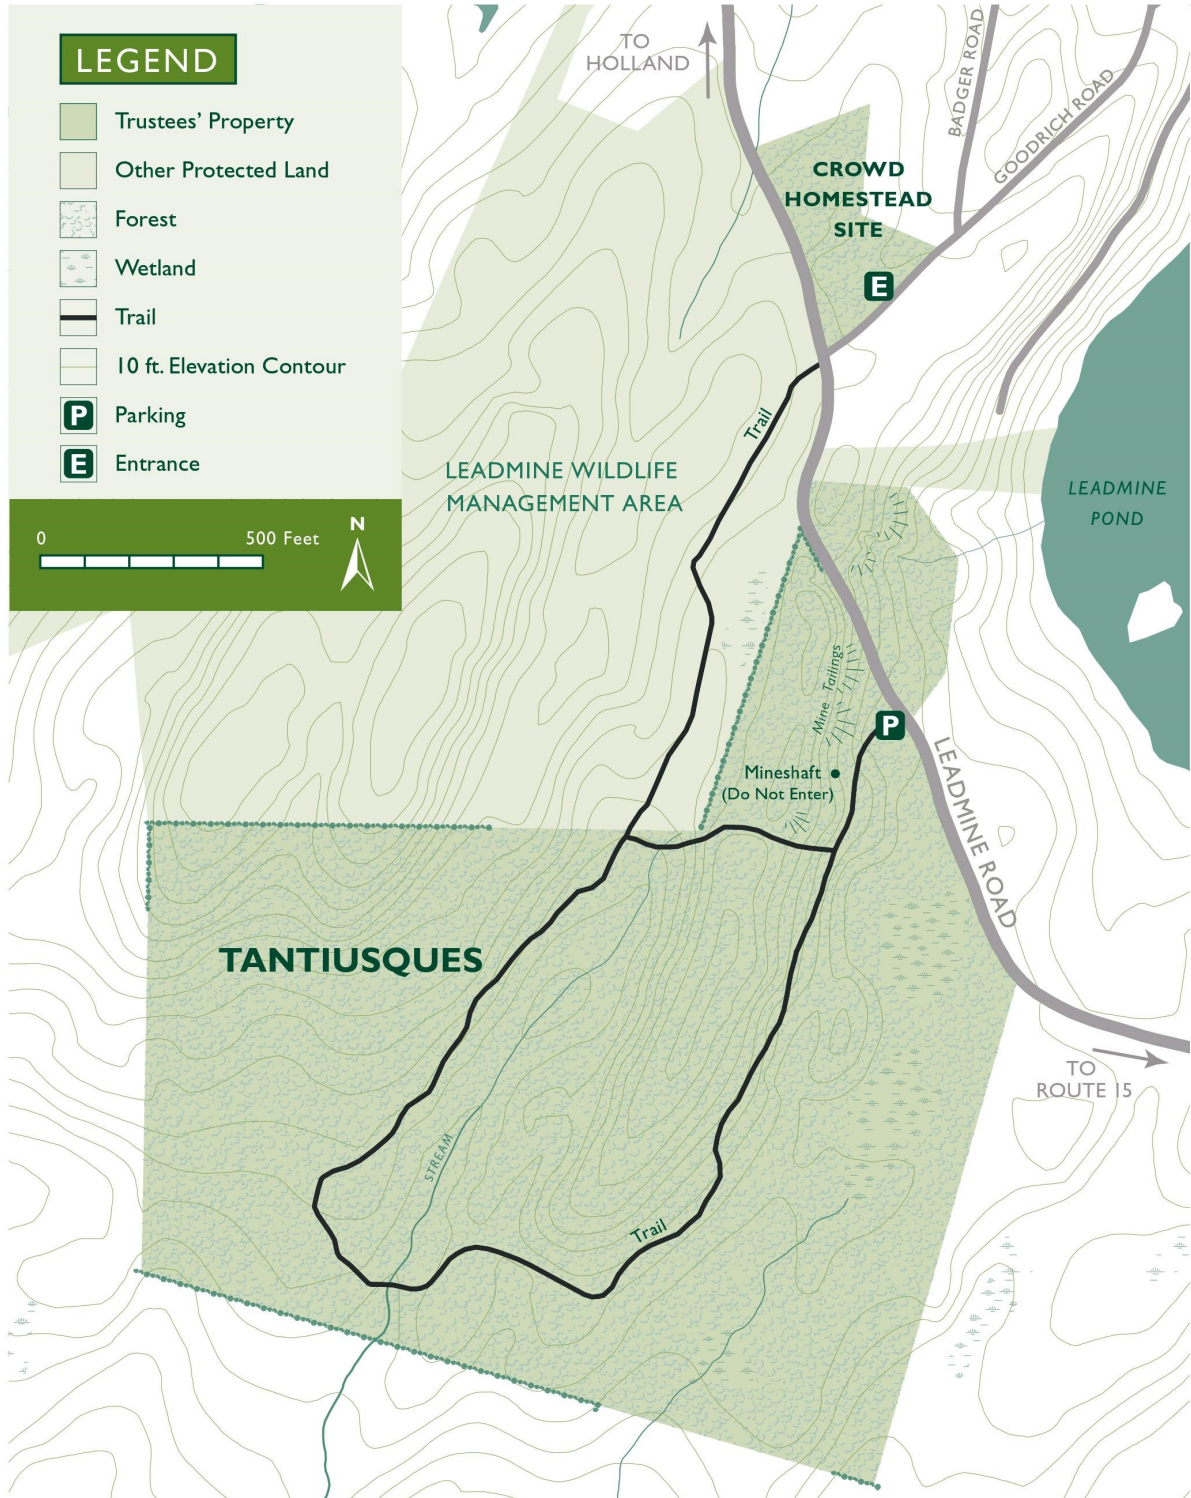 LEGEND
Trustees' Property
Other Protected Land
Forest
Wetland
Trail
10 ft. Elevation Contour
P
Parking
E
Entrance
0
500 Feet
N
TO
HOLLAND
BADGER ROAD
GOODRICH ROAD
CROWD
HOMESTEAD
SITE
E
Trail
LEADMINE WILDLIFE
MANAGEMENT AREA
LEADMINE
POND
Mine Tailings
P
Mineshaft
(Do Not Enter)
LEADMINE ROAD
TANTIUSQUES
TO
ROUTE 15
STREAM
Trail